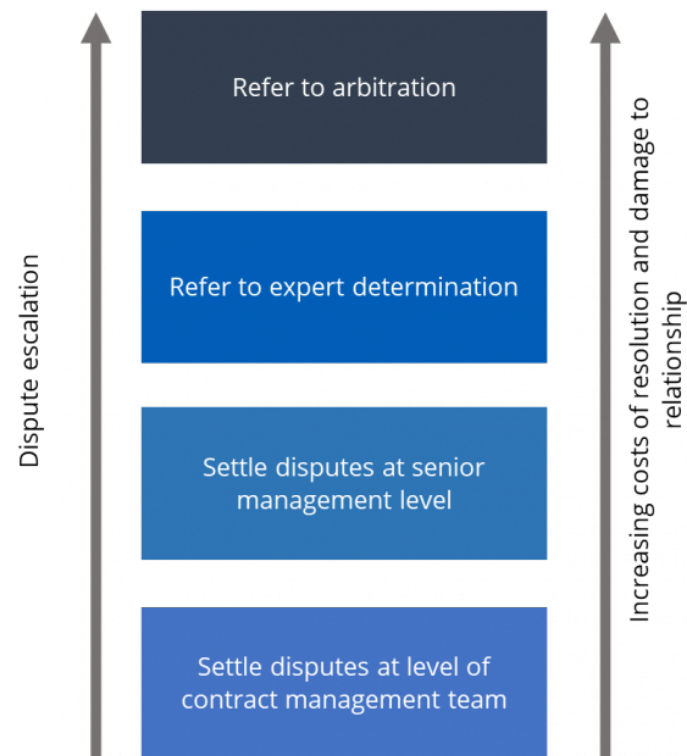 Refer to arbitration
Refer to expert determination
Settle disputes at senior
management level
Settle disputes at level of
contract management team
Dispute escalation
Increasing costs of resolution and damage to
relationship